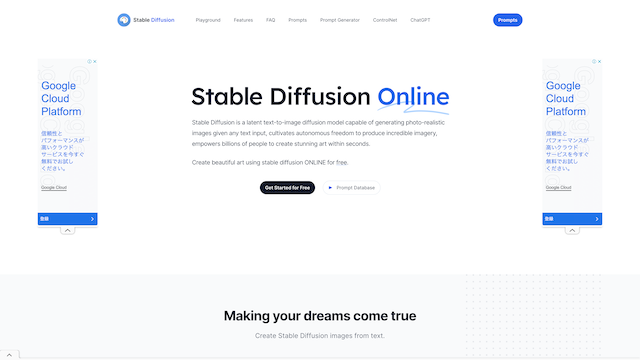 Stable Diffusion
Playground
Features
FAQ
Prompts
Prompt Generator
ControlNet
ChatGPT
Prompts
Google
Cloud
Platform
信頼性と
パフォーマンスが
高いクラウド
サービスを今すぐ
無料でお試し
ください。
Google Cloud
登録
Stable Diffusion Online
Stable Diffusion is a latent text-to-image diffusion model capable of generating photo-realistic
images given any text input, cultivates autonomous freedom to produce incredible imagery,
empowers billions of people to create stunning art within seconds.
Create beautiful art using stable diffusion ONLINE for free.
Get Started for Free
Prompt Database
Google
Cloud
Platform
信頼性と
パフォーマンスが
高いクラウド
サービスを今すぐ
無料でお試し
ください。
Google Cloud
登録
Making your dreams come true
Create Stable Diffusion images from text.